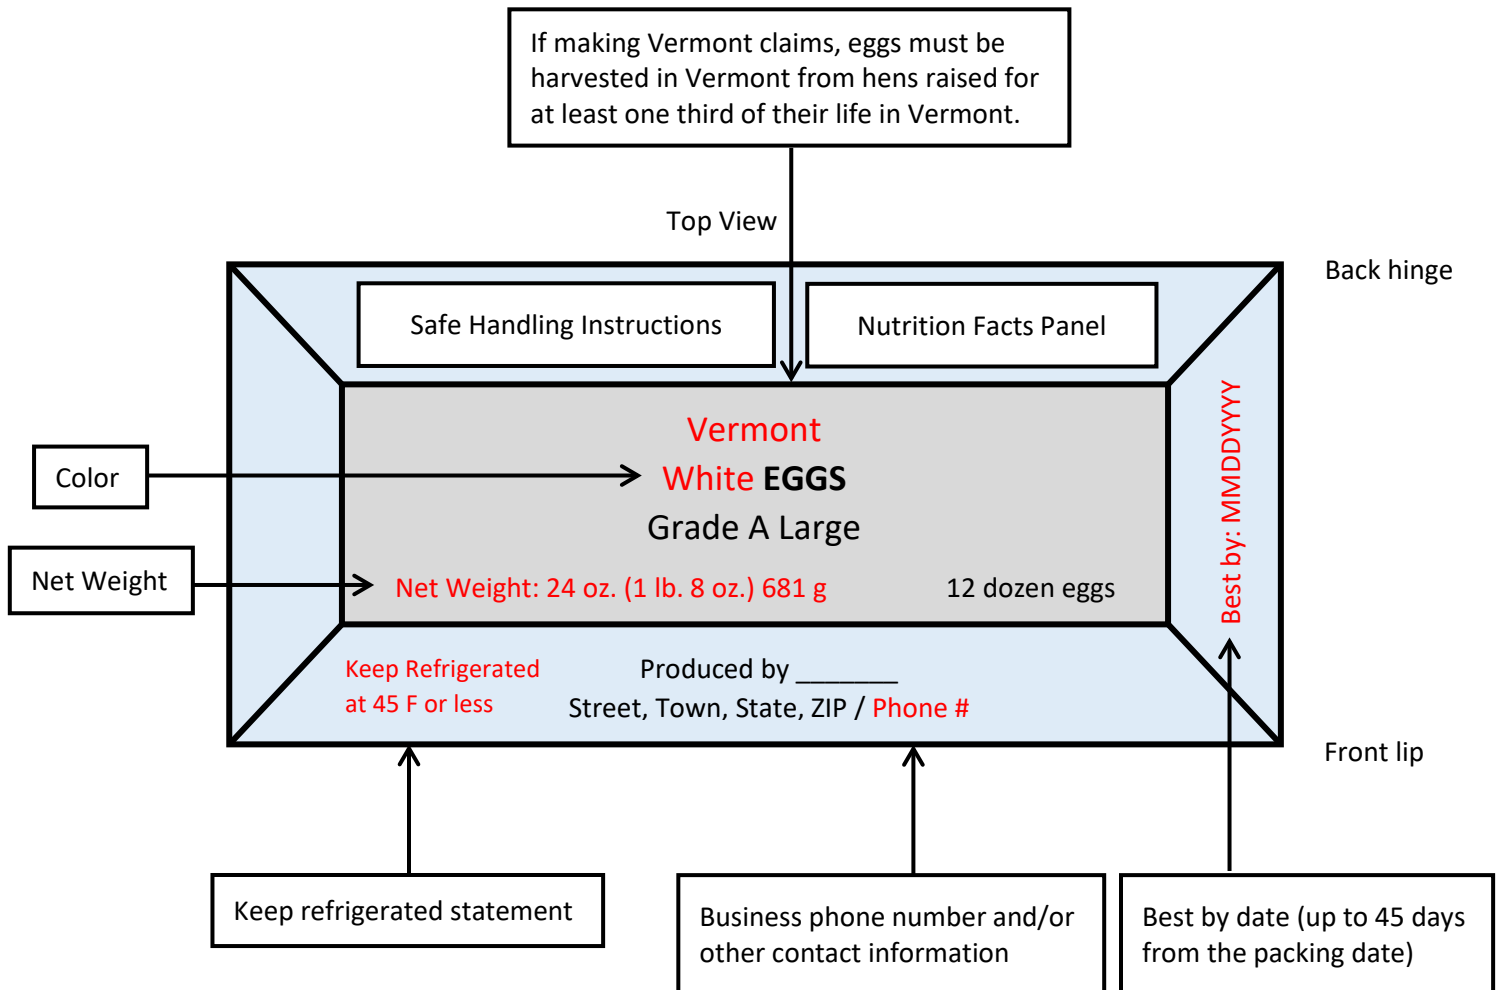 If making Vermont claims, eggs must be
harvested in Vermont from hens raised for
at least one third of their life in Vermont.
Top View
Back hinge
Safe Handling Instructions
Nutrition Facts Panel
Vermont
Color
White EGGS
Grade A Large
Net Weight
Net Weight: 24 oz. (1 lb. 8 oz.) 681 g
12 dozen eggs
Best by: MMDDYYYY
Keep Refrigerated
at 45 F or less
Produced by _______
Street, Town, State, ZIP / Phone #
Front lip
Keep refrigerated statement
Business phone number and/or
other contact information
Best by date (up to 45 days
from the packing date)